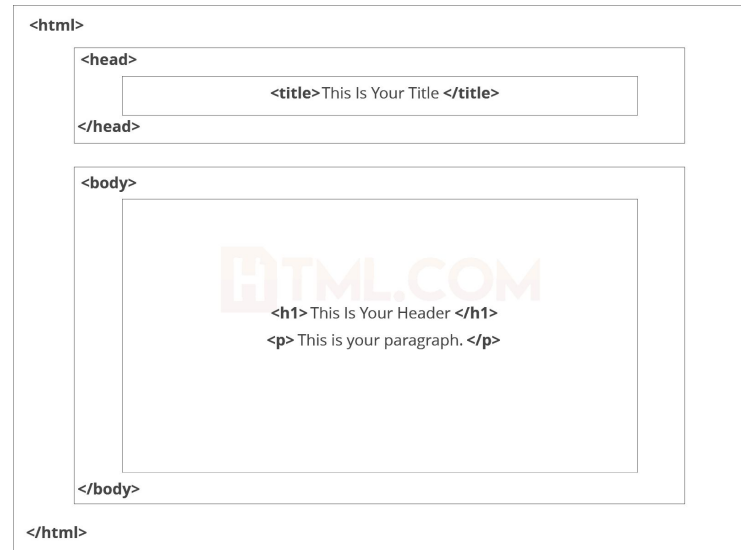 <html>
<head>
<title> This Is Your Title </title>
</head>
<body>
HTML.COM
<h1> This Is Your Header </h1>
<p> This is your paragraph. </p>
</body>
</html>